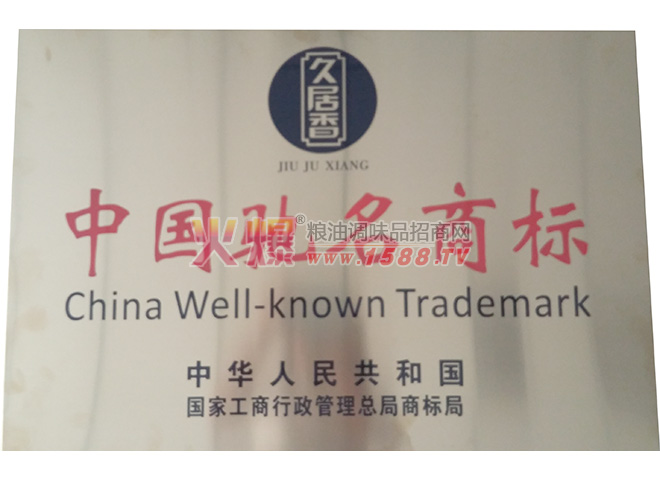 久居香
JIU JU XIANG
中国驰名商标
火爆®粮油调味品招商网
www.1588.TV
China Well-known Trademark
中华人民共和国
国家工商行政管理总局商标局